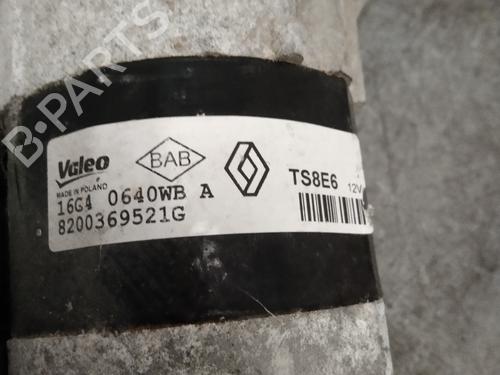 B-PARTS
Valeo
BAB
MADE IN POLAND
16G4 0640WB A
8200369521G
TS8E6 12V